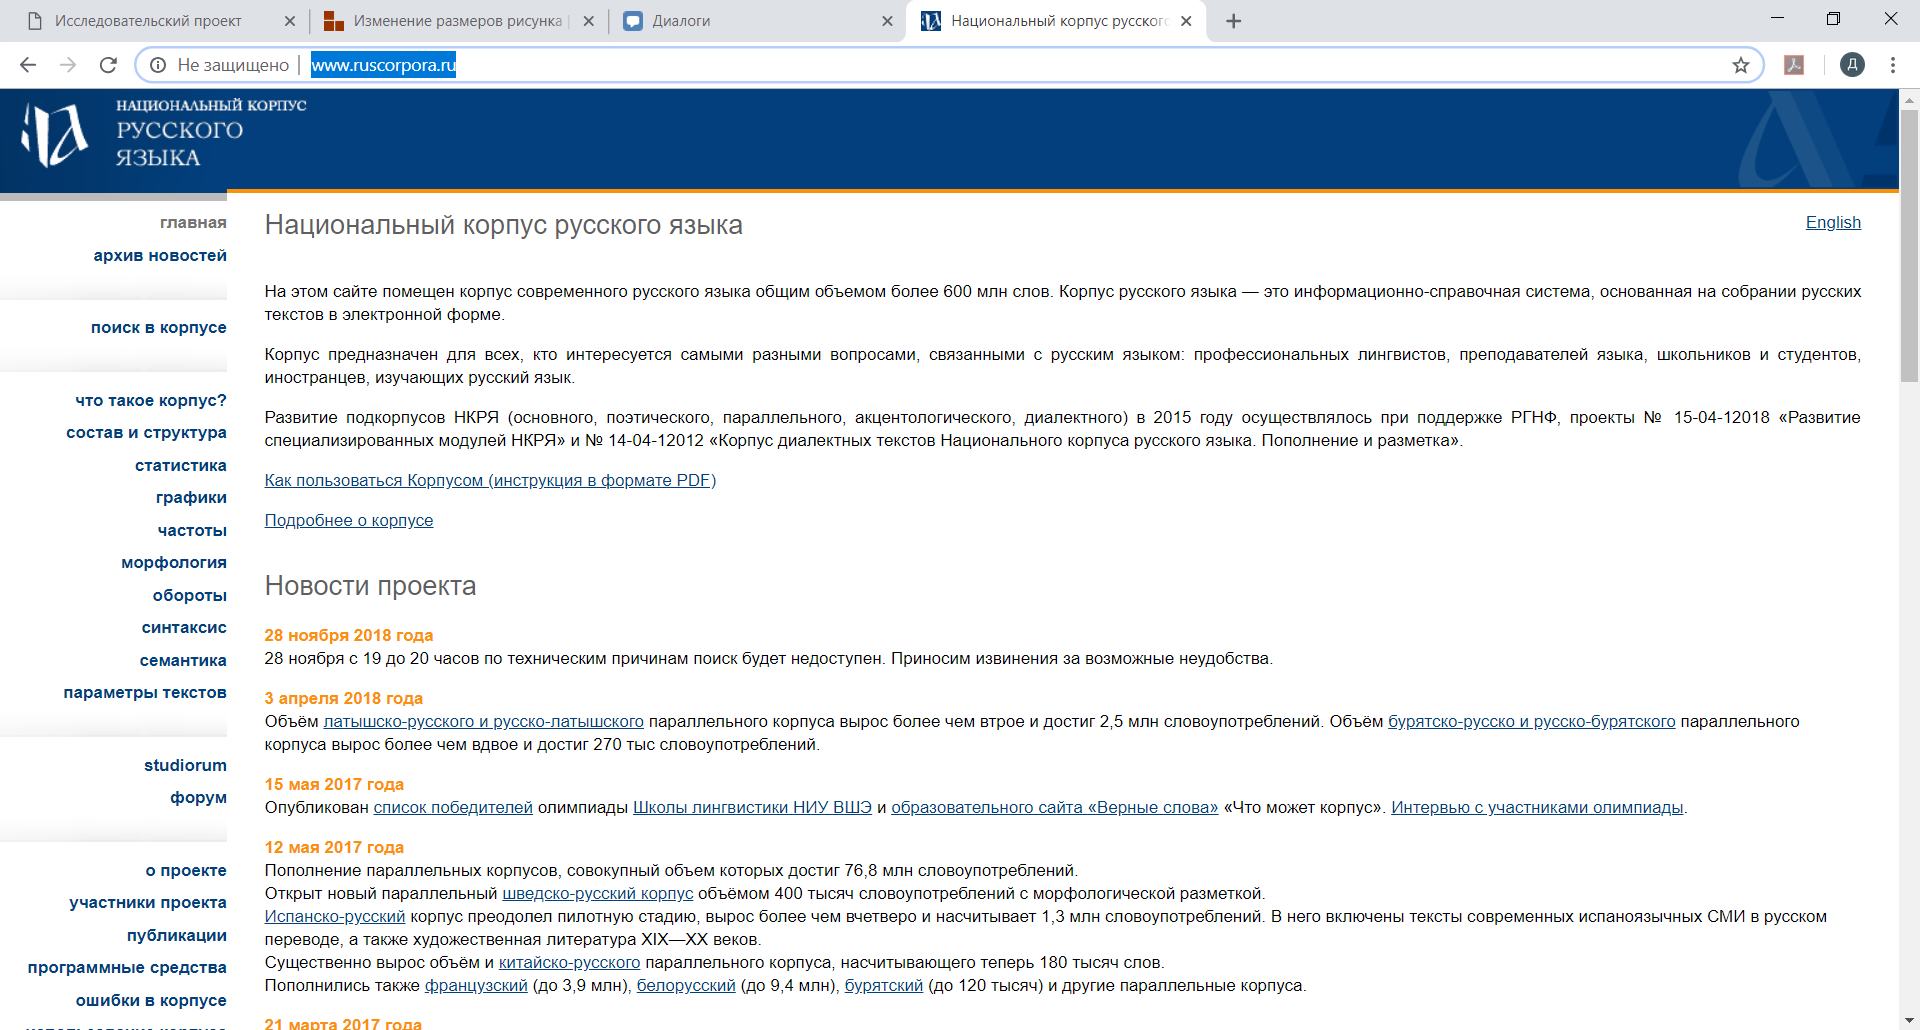 Исследовательский проект
Изменение размеров рисунка
Диалоги
Национальный корпус русского
Не защищено
www.ruscorpora.ru
Д
НАЦИОНАЛЬНЫЙ КОРПУС
РУССКОГО
ЯЗЫКА
главная
архив новостей
поиск в корпусе
что такое корпус?
состав и структура
статистика
графики
частоты
морфология
обороты
синтаксис
семантика
параметры текстов
studiorum
форум
о проекте
участники проекта
публикации
программные средства
ошибки в корпусе
использование корпуса
Национальный корпус русского языка
English
На этом сайте помещен корпус современного русского языка общим объемом более 600 млн слов. Корпус русского языка — это информационно-справочная система, основанная на собрании русских
текстов в электронной форме.
Корпус предназначен для всех, кто интересуется самыми разными вопросами, связанными с русским языком: профессиональных лингвистов, преподавателей языка, школьников и студентов,
иностранцев, изучающих русский язык.
Развитие подкорпусов НКРЯ (основного, поэтического, параллельного, акцентологического, диалектного) в 2015 году осуществлялось при поддержке РГНФ, проекты № 15-04-12018 «Развитие
специализированных модулей НКРЯ» и № 14-04-12012 «Корпус диалектных текстов Национального корпуса русского языка. Пополнение и разметка».
Как пользоваться Корпусом (инструкция в формате PDF)
Подробнее о корпусе
Новости проекта
28 ноября 2018 года
28 ноября с 19 до 20 часов по техническим причинам поиск будет недоступен. Приносим извинения за возможные неудобства.
3 апреля 2018 года
Объём латышско-русского и русско-латышского параллельного корпуса вырос более чем втрое и достиг 2,5 млн словоупотреблений. Объём бурятско-русско и русско-бурятского параллельного
корпуса вырос более чем вдвое и достиг 270 тыс словоупотреблений.
15 мая 2017 года
Опубликован список победителей олимпиады Школы лингвистики НИУ ВШЭ и образовательного сайта «Верные слова» «Что может корпус». Интервью с участниками олимпиады.
12 мая 2017 года
Пополнение параллельных корпусов, совокупный объем которых достиг 76,8 млн словоупотреблений.
Открыт новый параллельный шведско-русский корпус объёмом 400 тысяч словоупотреблений с морфологической разметкой.
Испанско-русский корпус преодолел пилотную стадию, вырос более чем вчетверо и насчитывает 1,3 млн словоупотреблений. В него включены тексты современных испаноязычных СМИ в русском
переводе, а также художественная литература XIX—XX веков.
Существенно вырос объём и китайско-русского параллельного корпуса, насчитывающего теперь 180 тысяч слов.
Пополнились также французский (до 3,9 млн), белорусский (до 9,4 млн), бурятский (до 120 тысяч) и другие параллельные корпуса.
21 марта 2017 года